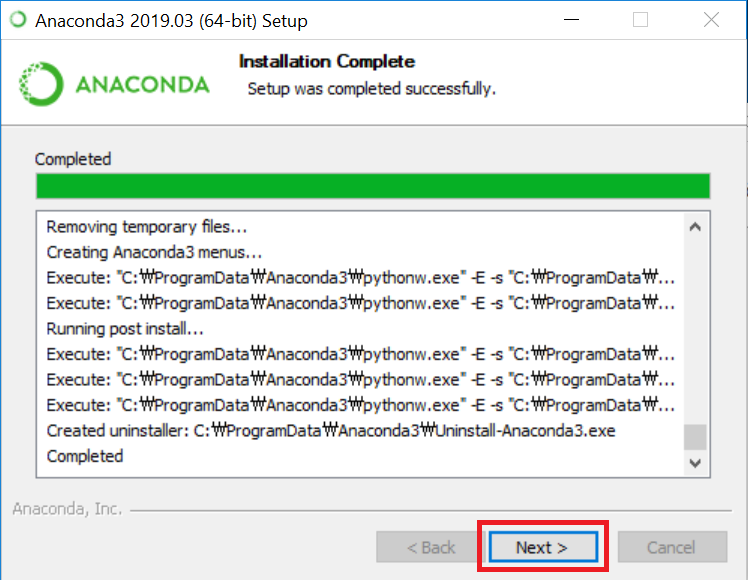 Anaconda3 2019.03 (64-bit) Setup
ANACONDA
Installation Complete
Setup was completed successfully.
Completed
Removing temporary files...
Creating Anaconda3 menus...
Execute: "C:₩ProgramData₩Anaconda3₩pythonw.exe" -E -s "C:₩ProgramData₩...
Execute: "C:₩ProgramData₩Anaconda3₩pythonw.exe" -E -s "C:₩ProgramData₩...
Running post install...
Execute: "C:₩ProgramData₩Anaconda3₩pythonw.exe" -E -s "C:₩ProgramData₩...
Execute: "C:₩ProgramData₩Anaconda3₩pythonw.exe" -E -s "C:₩ProgramData₩...
Execute: "C:₩ProgramData₩Anaconda3₩pythonw.exe" -E -s "C:₩ProgramData₩...
Created uninstaller: C:₩ProgramData₩Anaconda3₩Uninstall-Anaconda3.exe
Completed
Anaconda, Inc.
< Back
Next >
Cancel